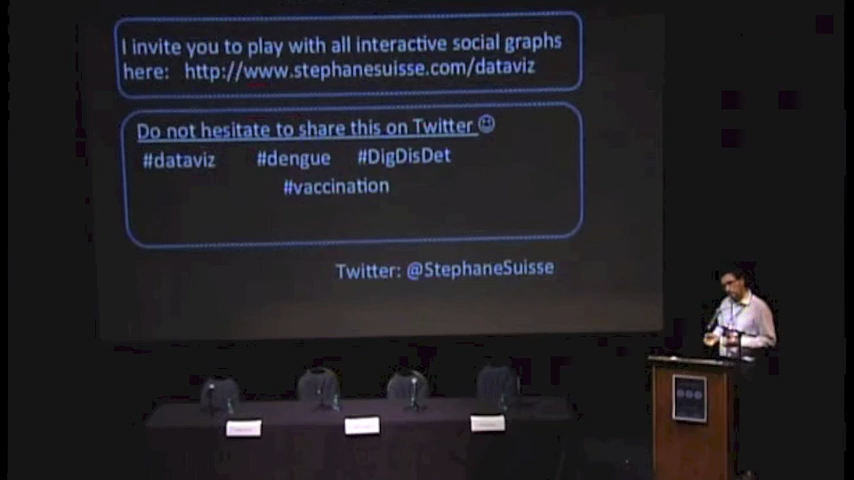 I invite you to play with all interactive social graphs
here: http://www.stephanesuisse.com/dataviz
Do not hesitate to share this on Twitter ☺
#dataviz #dengue #DigDisDet
#vaccination
Twitter: @StephaneSuisse